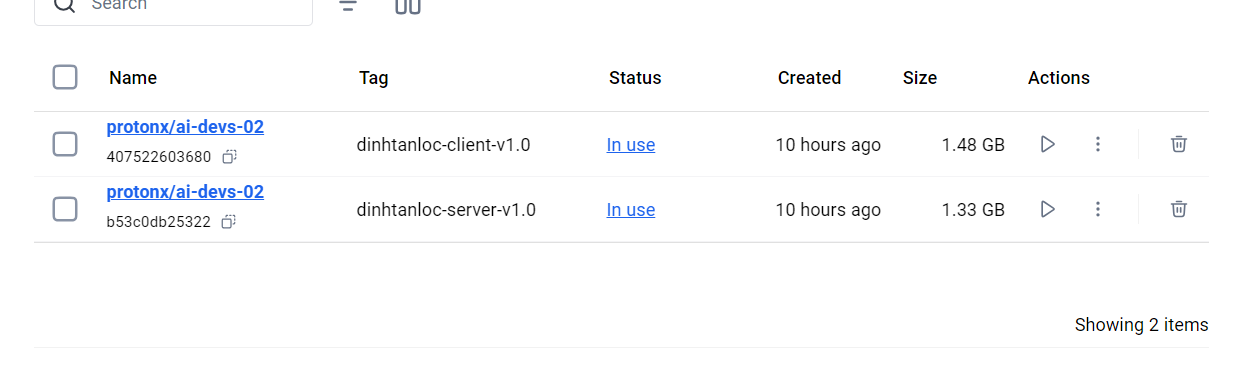 Search
Name Tag Status Created Size Actions
protonx/ai-devs-02
407522603680
dinhtanloc-client-v1.0 In use 10 hours ago 1.48 GB
protonx/ai-devs-02
b53c0db25322
dinhtanloc-server-v1.0 In use 10 hours ago 1.33 GB
Showing 2 items